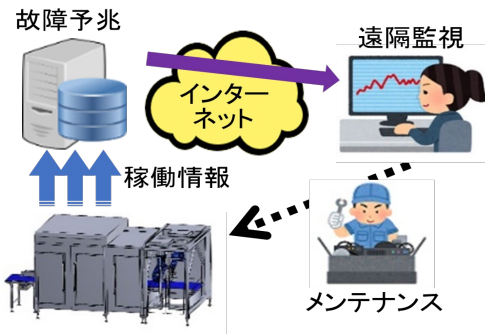 故障予兆
遠隔監視
インター
ネット
稼働情報
メンテナンス